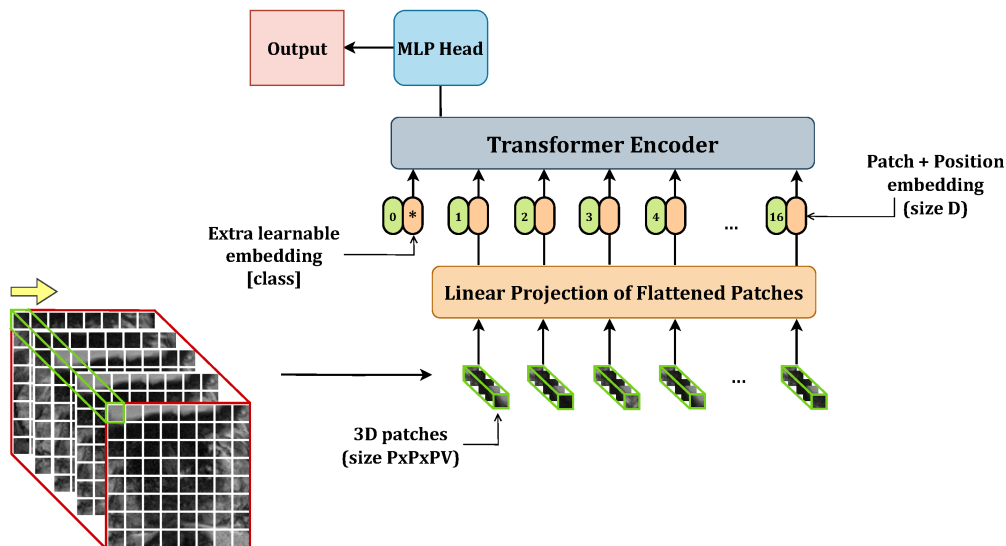 Output
MLP Head
Transformer Encoder
Patch + Position
embedding
(size D)
0 * 1 2 3 4 ... 16
Extra learnable
embedding
[class]
Linear Projection of Flattened Patches
...
3D patches
(size PxPxPV)